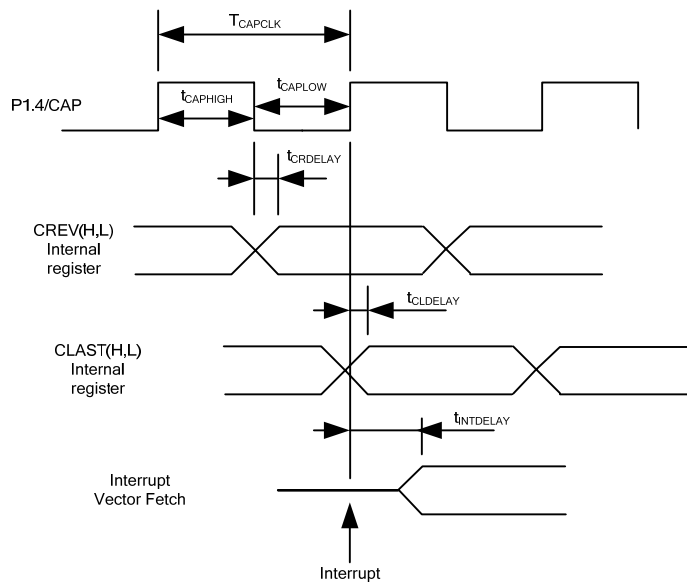 TCAPCLK
P1.4/CAP
tCAPHIGH
tCAPLOW
tCRDELAY
CREV(H,L)
Internal
register
tCLDELAY
CLAST(H,L)
Internal
register
tINTDELAY
Interrupt
Vector Fetch
Interrupt